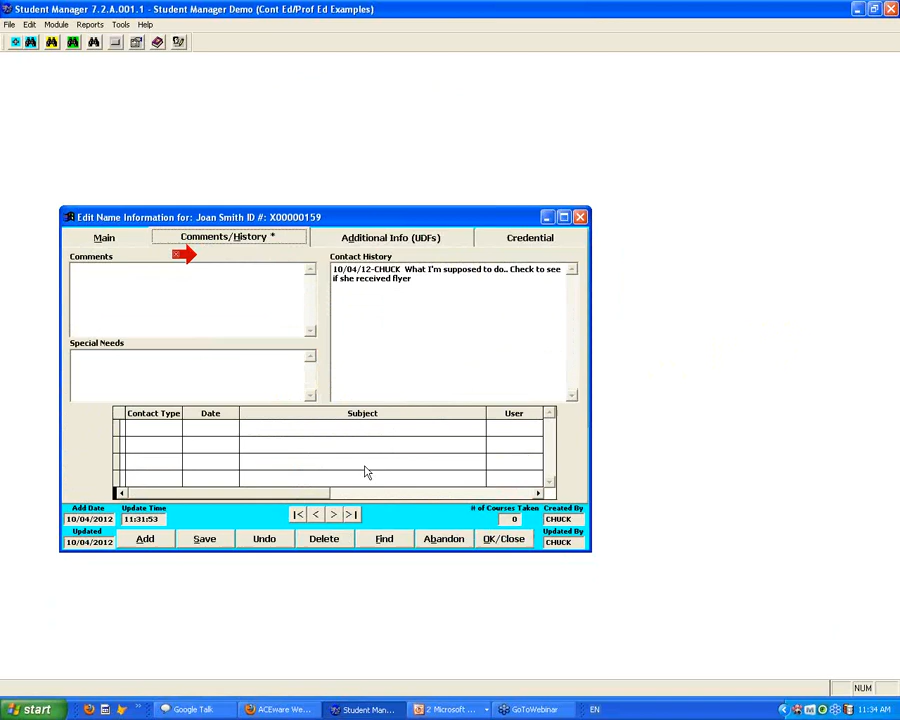 Student Manager 7.2.A.001.1 - Student Manager Demo (Cont Ed/Prof Ed Examples)
File Edit Module Reports Tools Help
Edit Name Information for: Joan Smith ID #: X00000159
Main Comments/History * Additional Info (UDFs) Credential
Comments Contact History
10/04/12-CHUCK What I'm supposed to do.. Check to see
if she received flyer
Special Needs
Contact Type Date Subject User
Add Date Update Time # of Courses Taken Created By
10/04/2012 11:31:53 0 CHUCK
Updated Updated By
10/04/2012 Add Save Undo Delete Find Abandon OK/Close CHUCK
NUM
start Google Talk ACEware We... Student Man... 2 Microsoft ... GoToWebinar EN 11:34 AM